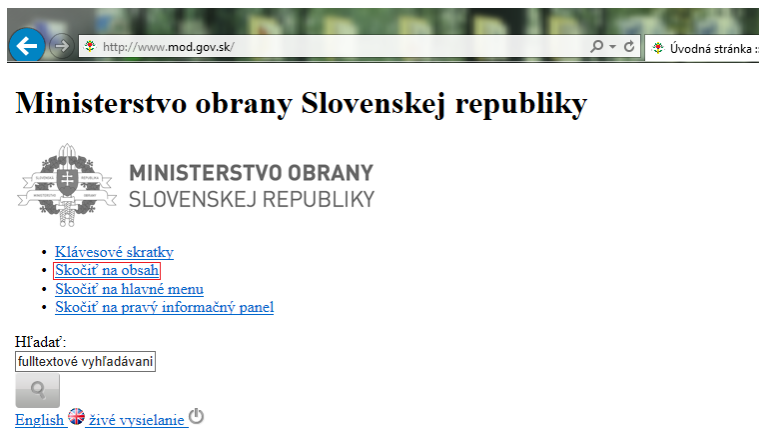 http://www.mod.gov.sk/
Úvodná stránka :
Ministerstvo obrany Slovenskej republiky
MINISTERSTVO OBRANY
SLOVENSKEJ REPUBLIKY
Klávesové skratky
Skočiť na obsah
Skočiť na hlavné menu
Skočiť na pravý informačný panel
Hľadať:
fulltextové vyhľadávani
English živé vysielanie